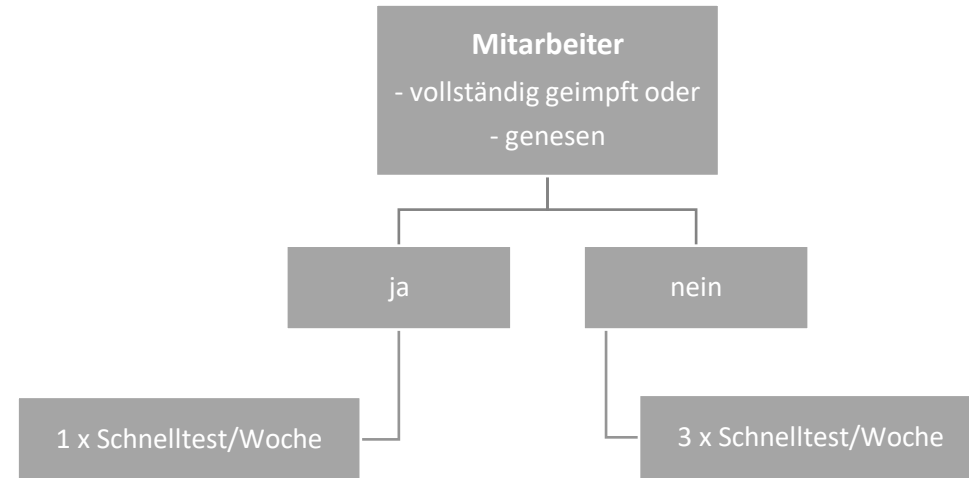 Mitarbeiter
- vollständig geimpft oder
- genesen
ja
nein
1 x Schnelltest/Woche
3 x Schnelltest/Woche